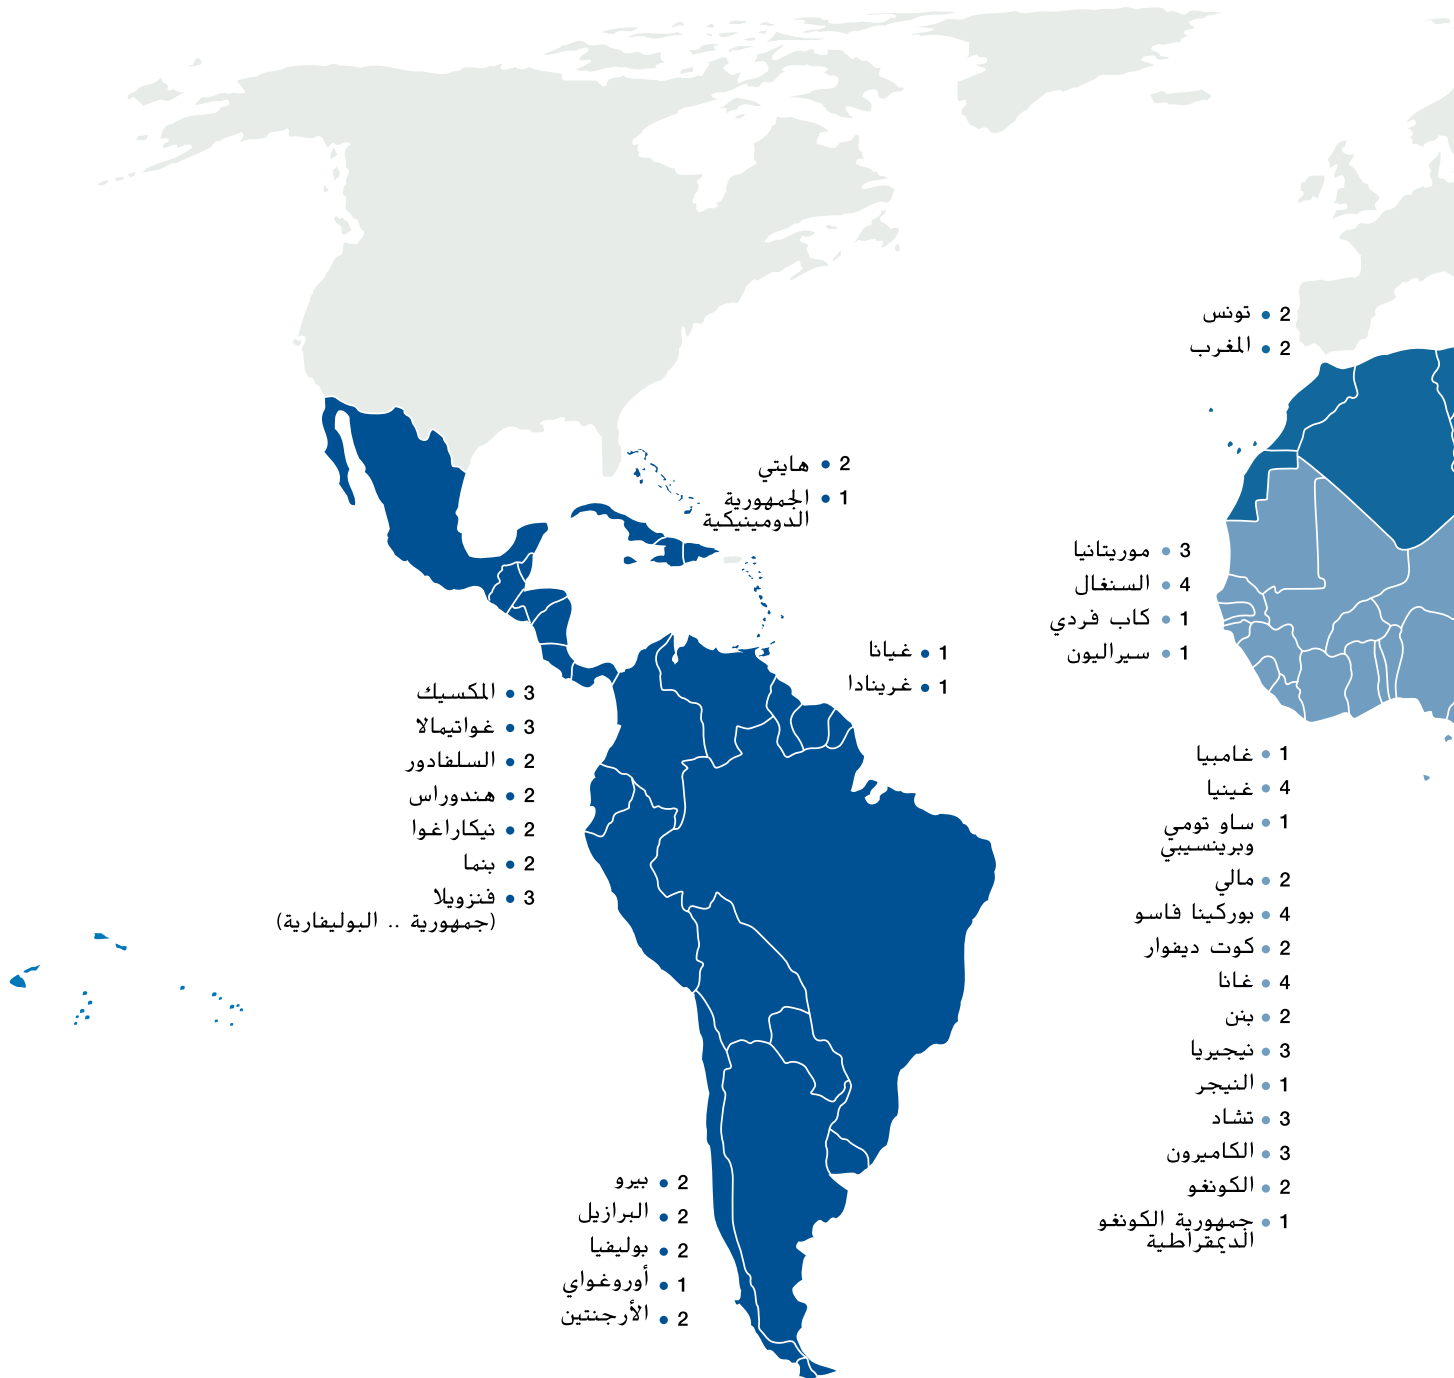 2 • تونس
2 • المغرب
2 • هايتي
1 • الجمهورية
الدومينيكية
3 • موريتانيا
4 • السنغال
1 • كاب فردي
1 • سيراليون
1 • غيانا
1 • غرينادا
3 • المكسيك
3 • غواتيمالا
2 • السلفادور
2 • هندوراس
2 • نيكاراغوا
2 • بنما
3 • فنزويلا
(جمهورية .. البوليفارية)
1 • غامبيا
4 • غينيا
1 • ساو تومي
وبرينسيبي
2 • مالي
4 • بوركينا فاسو
2 • كوت ديفوار
4 • غانا
2 • بنن
3 • نيجيريا
1 • النيجر
3 • تشاد
3 • الكاميرون
2 • الكونغو
1 • جمهورية الكونغو
الديمقراطية
2 • بيرو
2 • البرازيل
2 • بوليفيا
1 • أوروغواي
2 • الأرجنتين